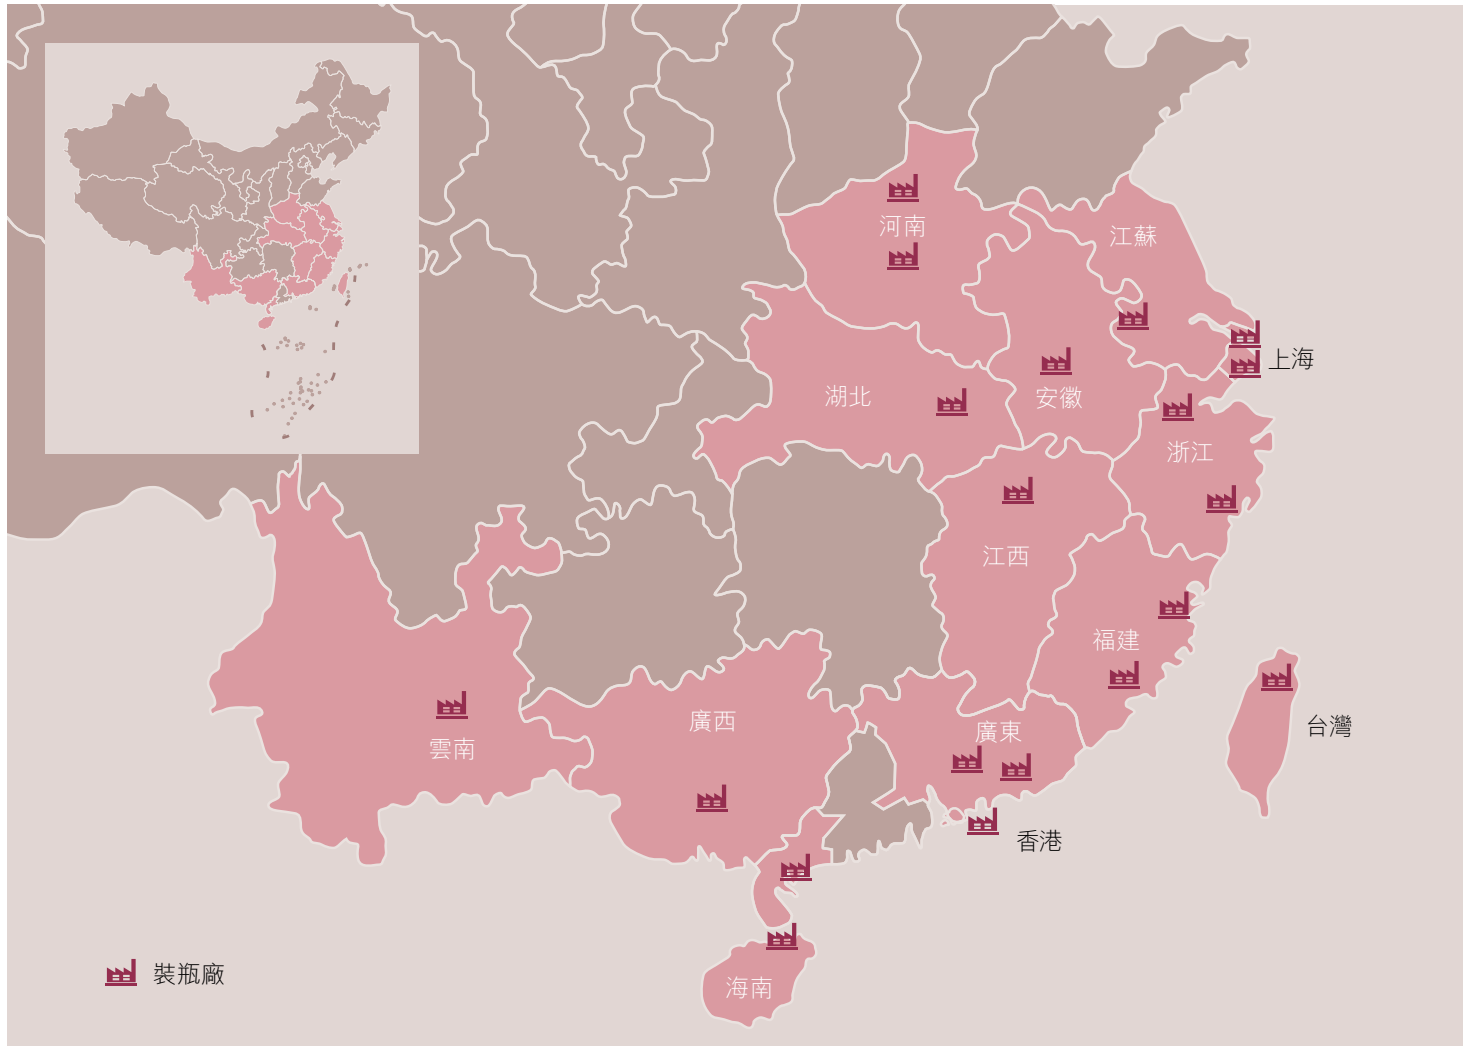 河南
江蘇
上海
湖北
安徽
浙江
江西
福建
廣西
廣東
台灣
雲南
香港
裝瓶廠
海南